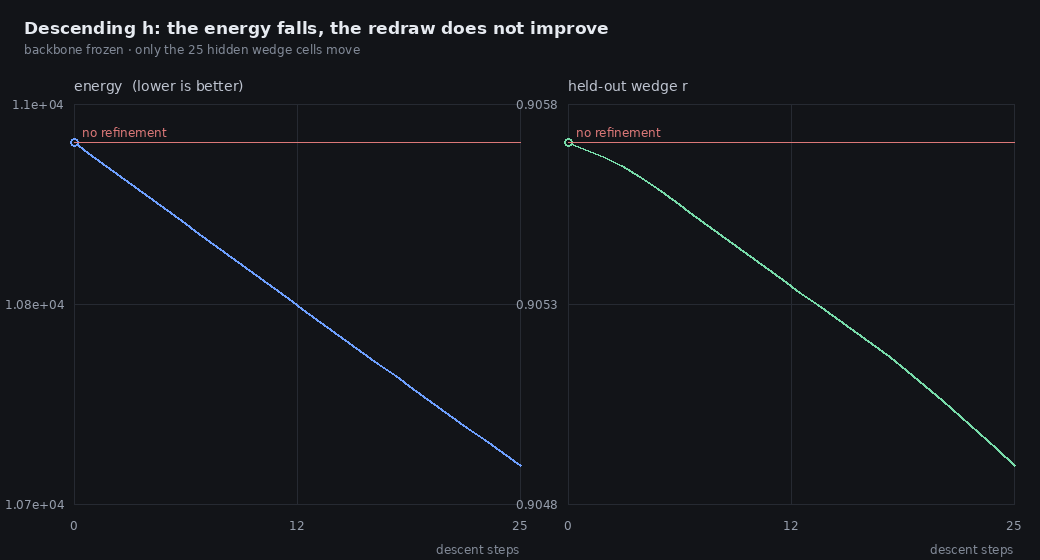 Descending h: the energy falls, the redraw does not improve
backbone frozen · only the 25 hidden wedge cells move
energy  (lower is better)
held-out wedge r
1.1e+04
0.9058
no refinement
no refinement
1.08e+04
0.9053
1.07e+04
0.9048
0
12
25
0
12
25
descent steps
descent steps